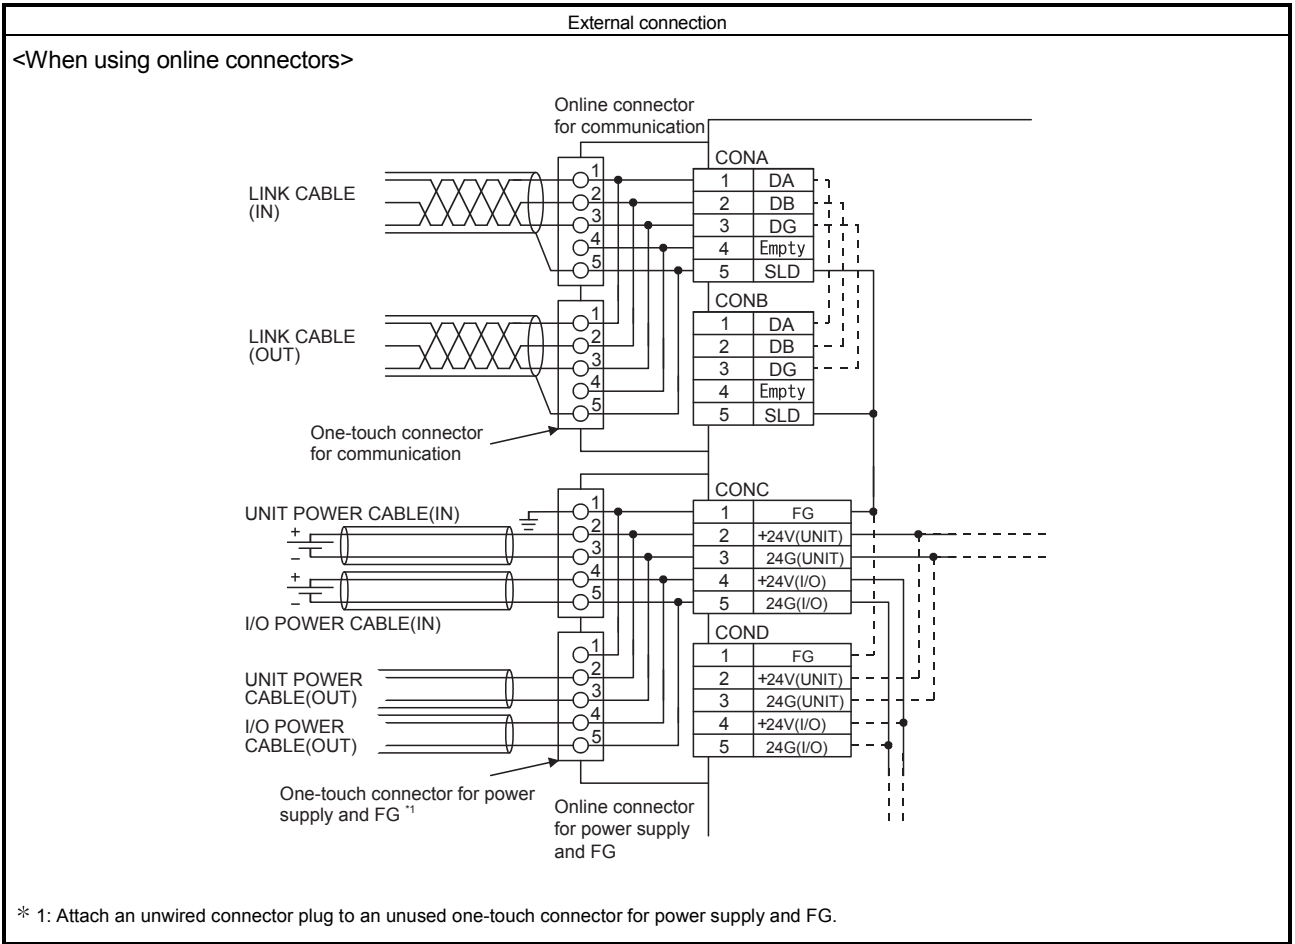 External connection
<When using online connectors>
Online connector
for communication
LINK CABLE
(IN)
1
2
3
4
5
CONA
1 DA
2 DB
3 DG
4 Empty
5 SLD
LINK CABLE
(OUT)
1
2
3
4
5
CONB
1 DA
2 DB
3 DG
4 Empty
5 SLD
One-touch connector
for communication
UNIT POWER CABLE(IN)
+
−
+
−
I/O POWER CABLE(IN)
1
2
3
4
5
CONC
1 FG
2 +24V(UNIT)
3 24G(UNIT)
4 +24V(I/O)
5 24G(I/O)
UNIT POWER
CABLE(OUT)
I/O POWER
CABLE(OUT)
1
2
3
4
5
COND
1 FG
2 +24V(UNIT)
3 24G(UNIT)
4 +24V(I/O)
5 24G(I/O)
One-touch connector for power
supply and FG *1
Online connector
for power supply
and FG
* 1: Attach an unwired connector plug to an unused one-touch connector for power supply and FG.